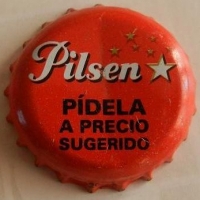 Pilsen
PÍDELA
A PRECIO
SUGERIDO